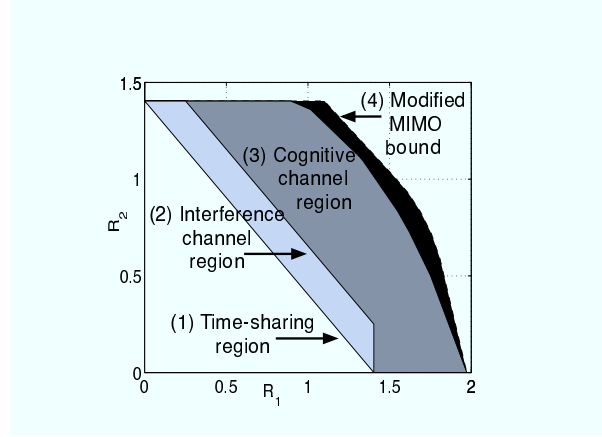 1.5
(4) Modified
MIMO
bound
(3) Cognitive
channel
region
1
(2) Interference
channel
region
R2
0.5
(1) Time-sharing
region
0
0 0.5 1 1.5 2
R1